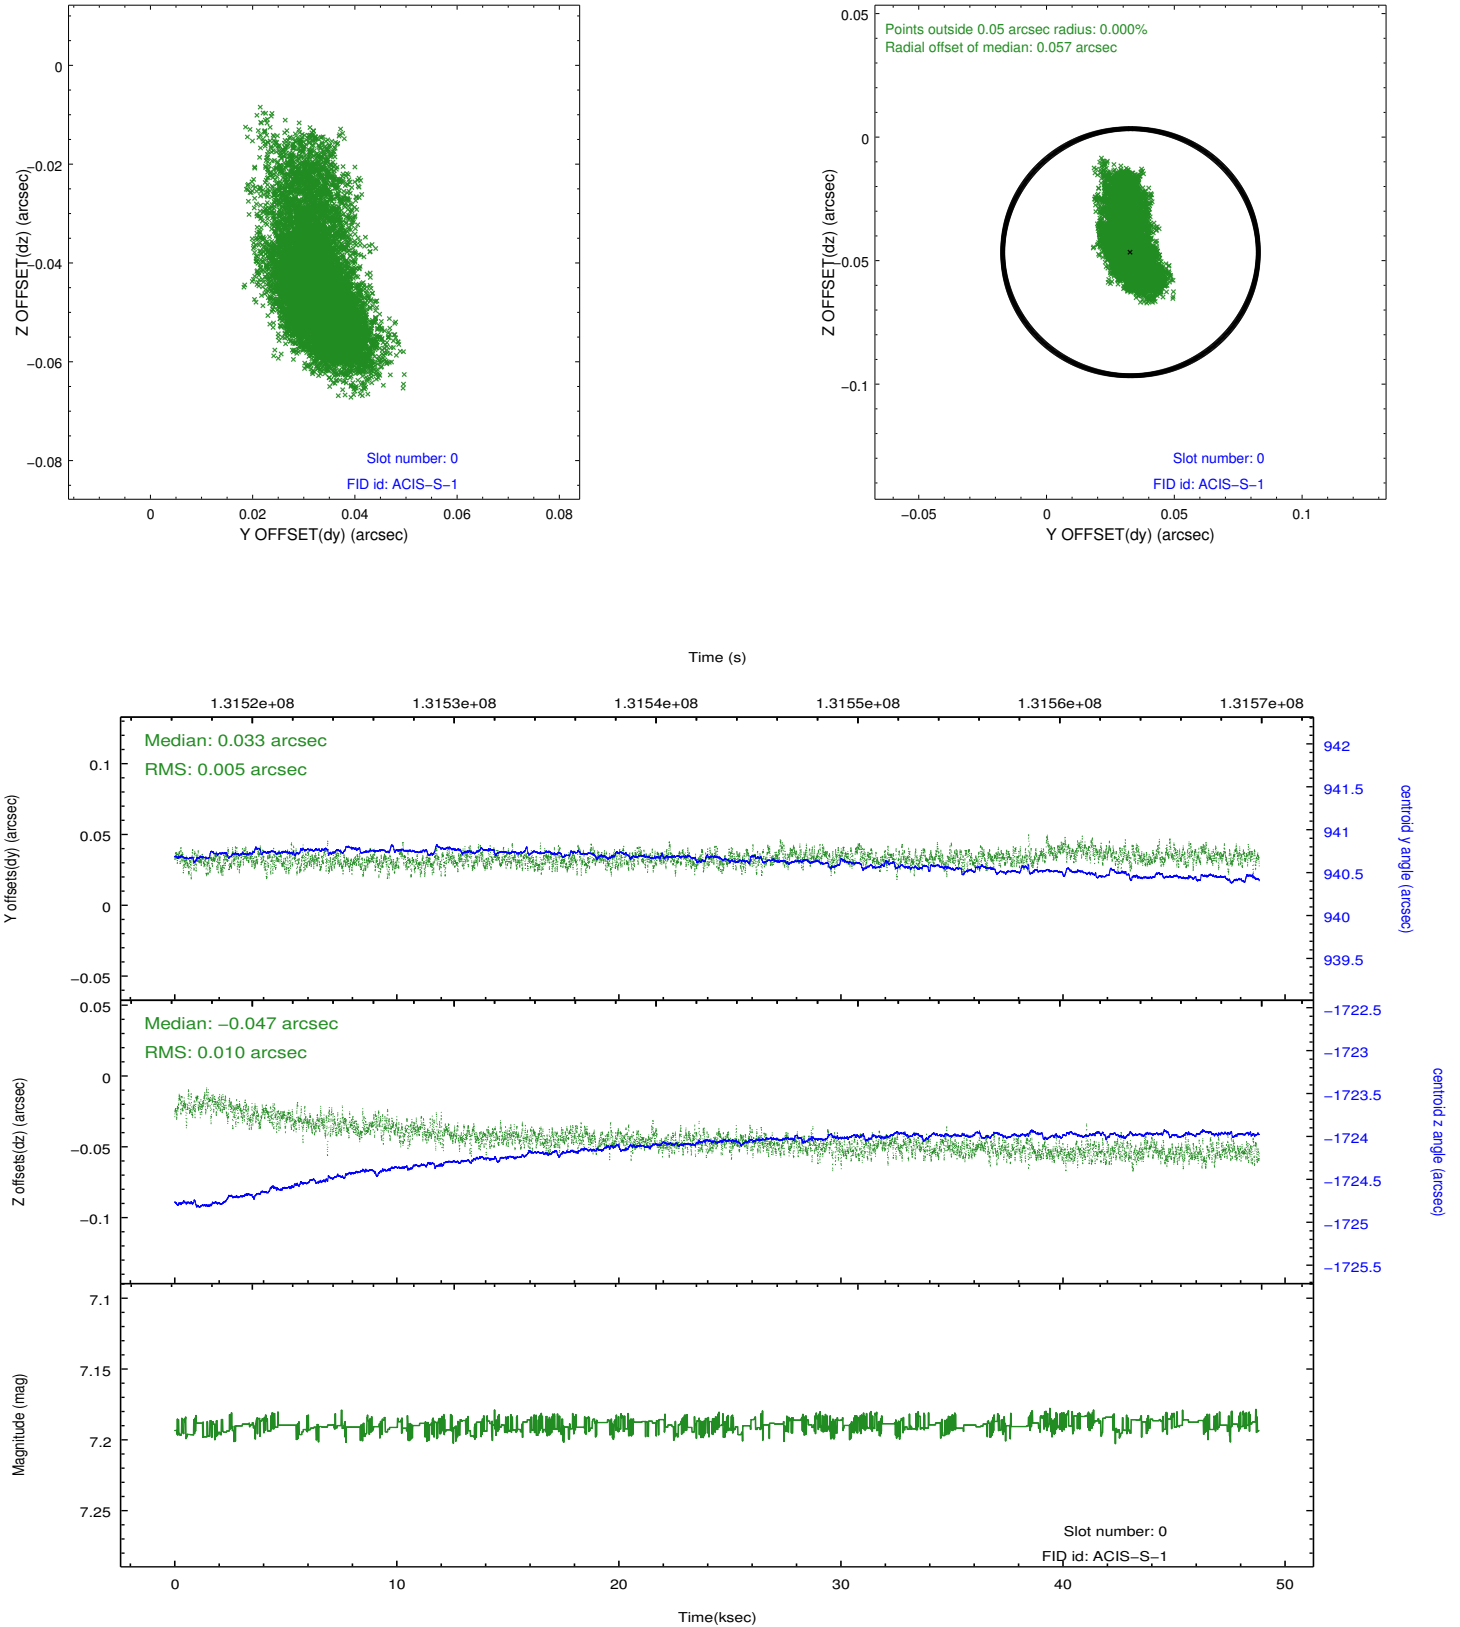 0
−0.02
−0.04
−0.06
−0.08
Z OFFSET(dz) (arcsec)
Slot number: 0
FID id: ACIS−S−1
0 0.02 0.04 0.06 0.08
Y OFFSET(dy) (arcsec)
0.05
0
−0.05
−0.1
Z OFFSET(dz) (arcsec)
Points outside 0.05 arcsec radius: 0.000%
Radial offset of median: 0.057 arcsec
Slot number: 0
FID id: ACIS−S−1
−0.05 0 0.05 0.1
Y OFFSET(dy) (arcsec)
Time (s)
1.3152e+08 1.3153e+08 1.3154e+08 1.3155e+08 1.3156e+08 1.3157e+08
Median: 0.033 arcsec
RMS: 0.005 arcsec
0.1
0.05
0
−0.05
Y offsets(dy) (arcsec)
942
941.5
941
940.5
940
939.5
centroid y angle (arcsec)
Median: −0.047 arcsec
RMS: 0.010 arcsec
0.05
0
−0.05
−0.1
Z offsets(dz) (arcsec)
−1722.5
−1723
−1723.5
−1724
−1724.5
−1725
−1725.5
centroid z angle (arcsec)
7.1
7.15
7.2
7.25
Magnitude (mag)
Slot number: 0
FID id: ACIS−S−1
0 10 20 30 40 50
Time(ksec)